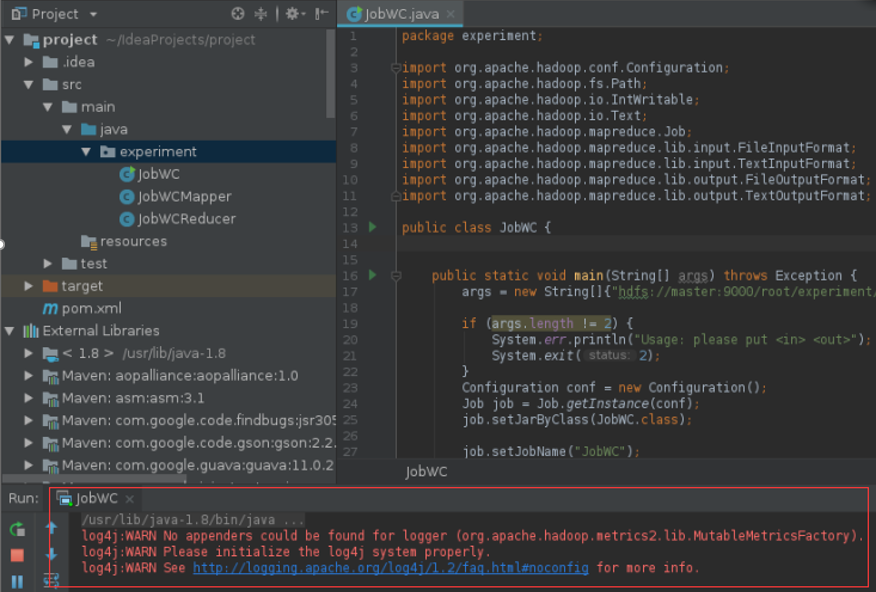 Project
JobWC.java
project ~/IdeaProjects/project
.idea
src
main
java
experiment
JobWC
JobWCMapper
JobWCReducer
resources
test
target
pom.xml
External Libraries
< 1.8 > /usr/lib/java-1.8
Maven: aopalliance:aopalliance:1.0
Maven: asm:asm:3.1
Maven: com.google.code.findbugs:jsr305
Maven: com.google.code.gson:gson:2.2.
Maven: com.google.guava:guava:11.0.2
1 package experiment;
2
3 import org.apache.hadoop.conf.Configuration;
4 import org.apache.hadoop.fs.Path;
5 import org.apache.hadoop.io.IntWritable;
6 import org.apache.hadoop.io.Text;
7 import org.apache.hadoop.mapreduce.Job;
8 import org.apache.hadoop.mapreduce.lib.input.FileInputFormat;
9 import org.apache.hadoop.mapreduce.lib.input.TextInputFormat;
10 import org.apache.hadoop.mapreduce.lib.output.FileOutputFormat;
11 import org.apache.hadoop.mapreduce.lib.output.TextOutputFormat;
12
13 public class JobWC {
14
15
16 public static void main(String[] args) throws Exception {
17 args = new String[]{"hdfs://master:9000/root/experiment/
18
19 if (args.length != 2) {
20 System.err.println("Usage: please put <in> <out>");
21 System.exit( status: 2);
22 }
23 Configuration conf = new Configuration();
24 Job job = Job.getInstance(conf);
25 job.setJarByClass(JobWC.class);
26
27 job.setJobName("JobWC");
JobWC
Run: JobWC
/usr/lib/java-1.8/bin/java ...
log4j:WARN No appenders could be found for logger (org.apache.hadoop.metrics2.lib.MutableMetricsFactory).
log4j:WARN Please initialize the log4j system properly.
log4j:WARN See http://logging.apache.org/log4j/1.2/faq.html#noconfig for more info.